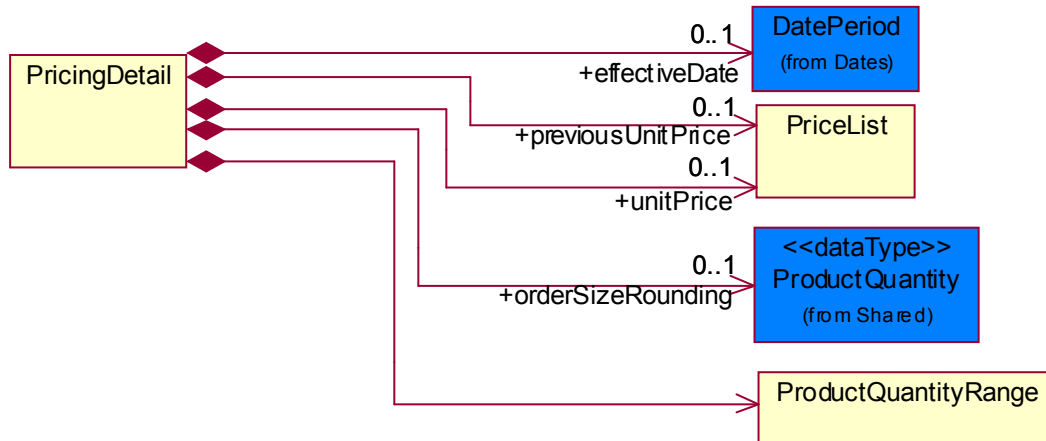 PricingDetail
0..1
+effectiveDate
DatePeriod
(from Dates)
0..1
+previousUnitPrice
0..1
+unitPrice
PriceList
0..1
+orderSizeRounding
<<dataType>>
ProductQuantity
(from Shared)
ProductQuantityRange